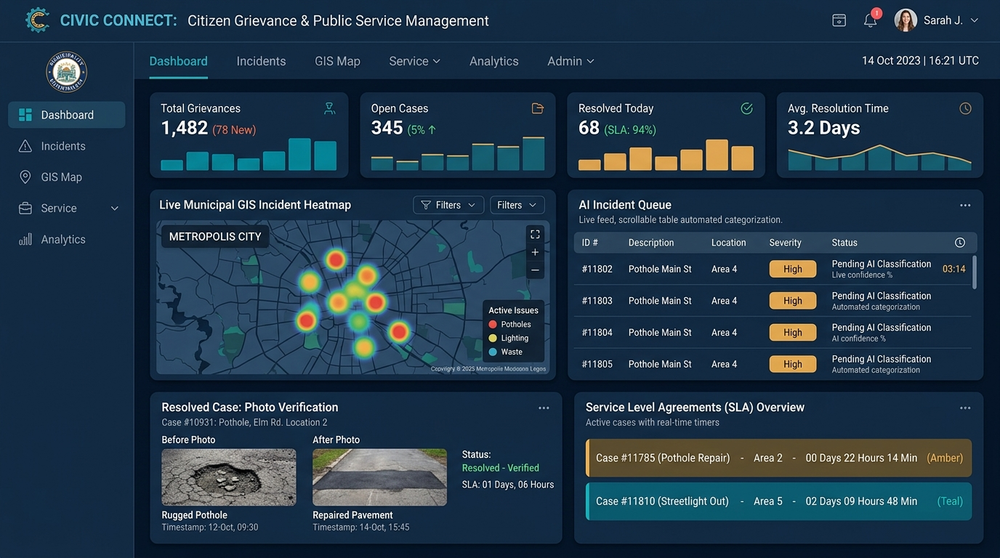 CIVIC CONNECT: Citizen Grievance & Public Service Management
1
Sarah J.
MUNICIPALITY
Dashboard
Incidents
GIS Map
Service
Analytics
Admin
14 Oct 2023 | 16:21 UTC
Dashboard
Incidents
GIS Map
Service
Analytics
Total Grievances
1,482 (78 New)
Open Cases
345 (5% ↑
Resolved Today
68 (SLA: 94%)
Avg. Resolution Time
3.2 Days
Live Municipal GIS Incident Heatmap
Filters
Filters
METROPOLIS CITY
+
−
Active Issues
Potholes
Lighting
Waste
Copyright © 2025 Metropolis
AI Incident Queue
Live feed, scrollable table automated categorization.
ID # Description Location Severity Status
#11802 Pothole Main St Area 4 High Pending AI Classification 03:14
Live confidence %
#11803 Pothole Main St Area 4 High Pending AI Classification
Automated categorization
#11804 Pothole Main St Area 4 High Pending AI Classification
AI confidence %
#11805 Pothole Main St Area 4 High Pending AI Classification
Automated categorization
Resolved Case: Photo Verification
Case #10931: Pothole, Elm Rd. Location 2
Before Photo
Rugged Pothole
Timestamp: 12-Oct, 09:30
After Photo
Repaired Pavement
Timestamp: 14-Oct, 15:45
Status:
Resolved - Verified
SLA: 01 Days, 06 Hours
Service Level Agreements (SLA) Overview
Active cases with real-time timers
Case #11785 (Pothole Repair) - Area 2 - 00 Days 22 Hours 14 Min (Amber)
Case #11810 (Streetlight Out) - Area 5 - 02 Days 09 Hours 48 Min (Teal)